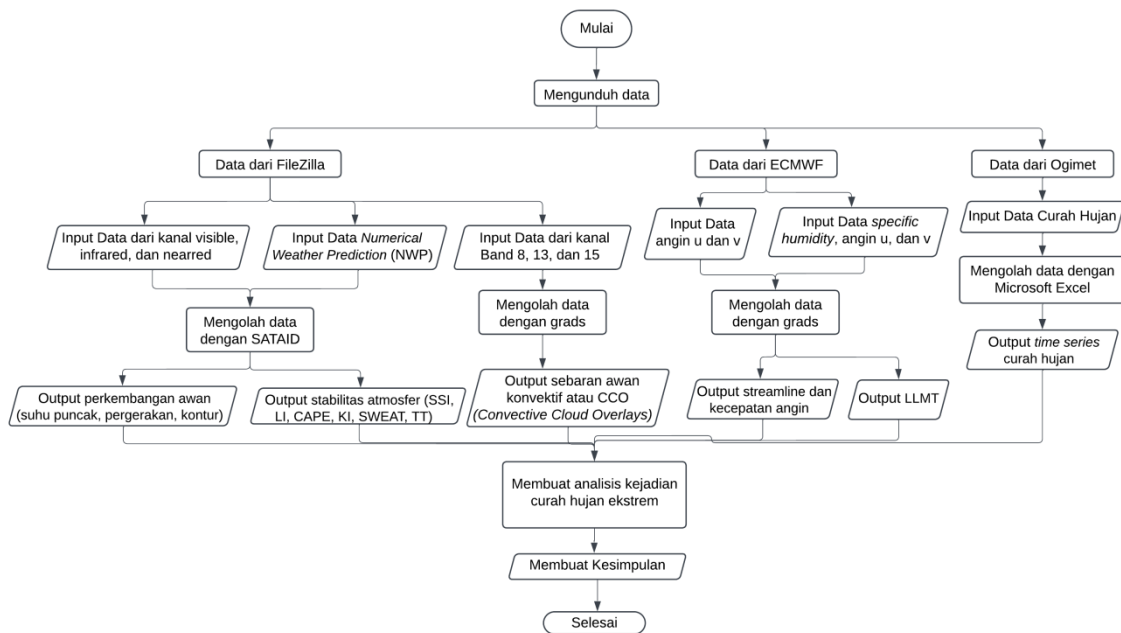 Mulai
Mengunduh data
Data dari FileZilla
Data dari ECMWF
Data dari Ogimet
Input Data dari kanal visible,
infrared, dan nearred
Input Data Numerical
Weather Prediction (NWP)
Input Data dari kanal
Band 8, 13, dan 15
Input Data
angin u dan v
Input Data specific
humidity, angin u, dan v
Input Data Curah Hujan
Mengolah data
dengan SATAID
Mengolah data
dengan grads
Mengolah data
dengan grads
Mengolah data dengan
Microsoft Excel
Output perkembangan awan
(suhu puncak, pergerakan, kontur)
Output stabilitas atmosfer (SSI,
LI, CAPE, KI, SWEAT, TT)
Output sebaran awan
konvektif atau CCO
(Convective Cloud Overlays)
Output streamline dan
kecepatan angin
Output LLMT
Output time series
curah hujan
Membuat analisis kejadian
curah hujan ekstrem
Membuat Kesimpulan
Selesai